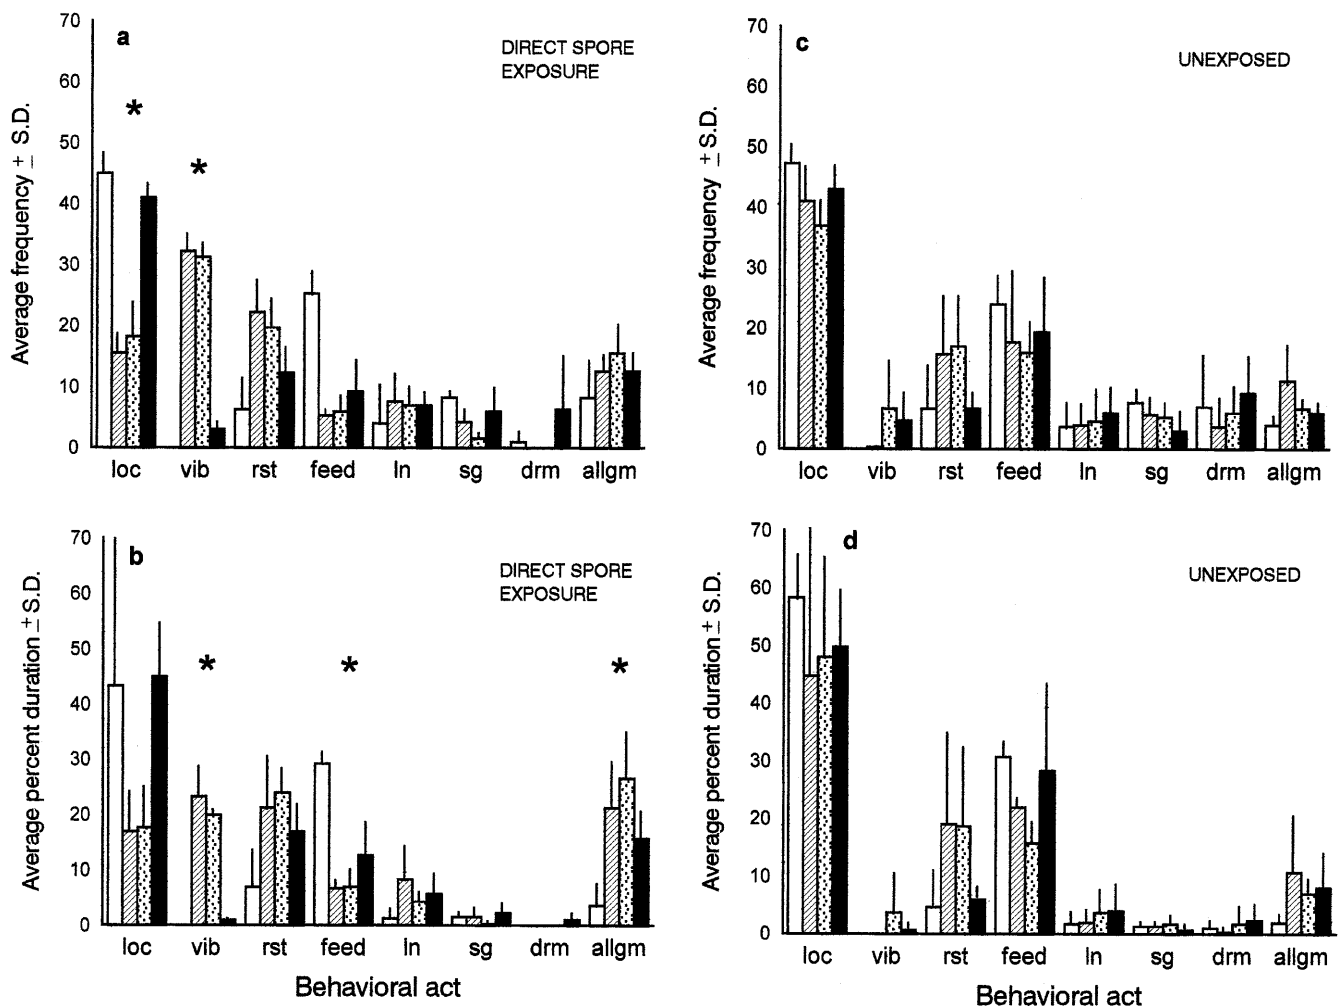 a
DIRECT SPORE
EXPOSURE
*
*
Average frequency ± S.D.
70
60
50
40
30
20
10
0
loc vib rst feed ln sg drm allgm
c
UNEXPOSED
Average frequency ± S.D.
70
60
50
40
30
20
10
0
loc vib rst feed ln sg drm allgm
b
DIRECT SPORE
EXPOSURE
*
*
*
Average percent duration ± S.D.
70
60
50
40
30
20
10
0
loc vib rst feed ln sg drm allgm
Behavioral act
d
UNEXPOSED
Average percent duration ± S.D.
70
60
50
40
30
20
10
0
loc vib rst feed ln sg drm allgm
Behavioral act